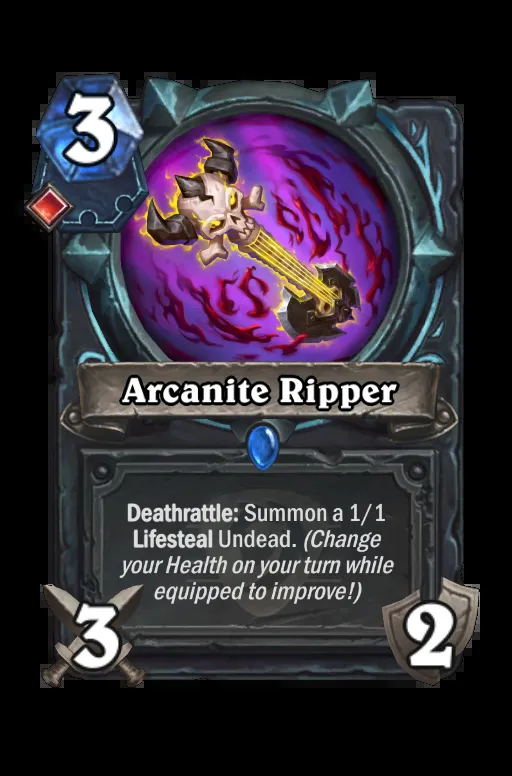 3
Arcanite Ripper
Deathrattle: Summon a 1/1
Lifesteal Undead. (Change
your Health on your turn while
equipped to improve!)
3
2